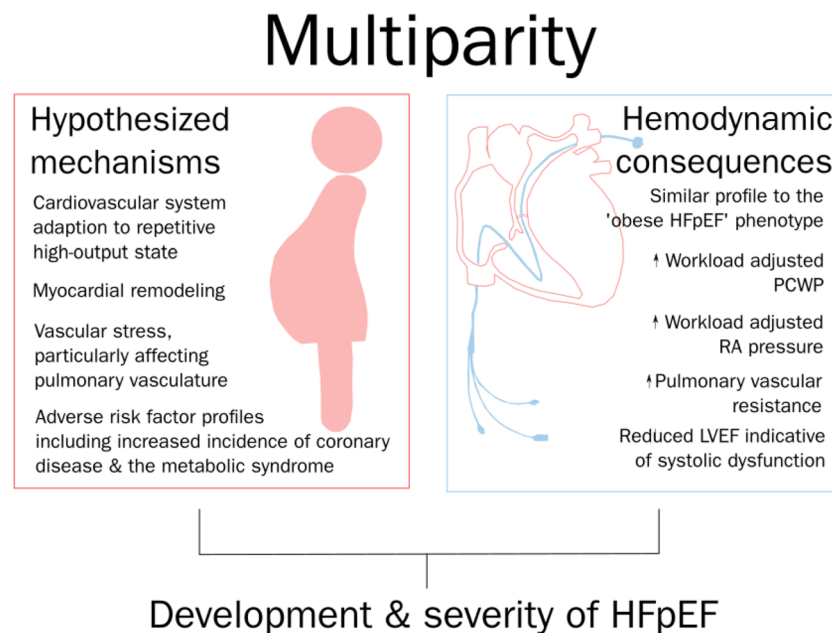 Multiparity
Hypothesized
mechanisms
Cardiovascular system
adaption to repetitive
high-output state
Myocardial remodeling
Vascular stress,
particularly affecting
pulmonary vasculature
Adverse risk factor profiles
including increased incidence of coronary
disease & the metabolic syndrome
Hemodynamic
consequences
Similar profile to the
'obese HFpEF' phenotype
↑ Workload adjusted
PCWP
↑ Workload adjusted
RA pressure
↑ Pulmonary vascular
resistance
Reduced LVEF indicative
of systolic dysfunction
Development & severity of HFpEF